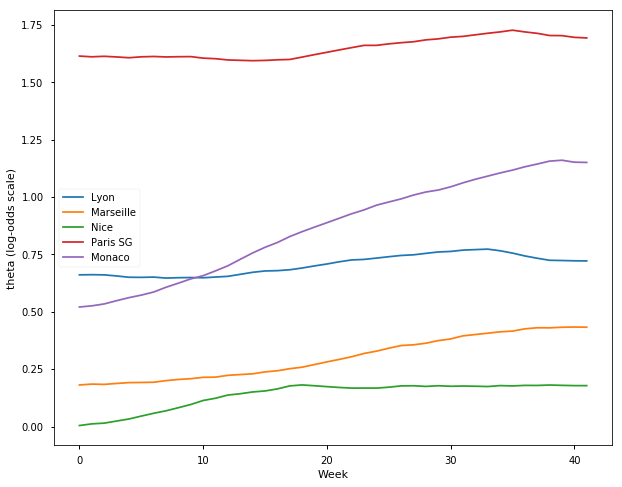 1.75
1.50
1.25
1.00
0.75
0.50
0.25
0.00
theta (log-odds scale)
Lyon
Marseille
Nice
Paris SG
Monaco
0
10
20
30
40
Week